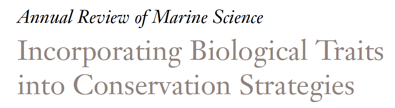 Annual Review of Marine Science
Incorporating Biological Traits
into Conservation Strategies